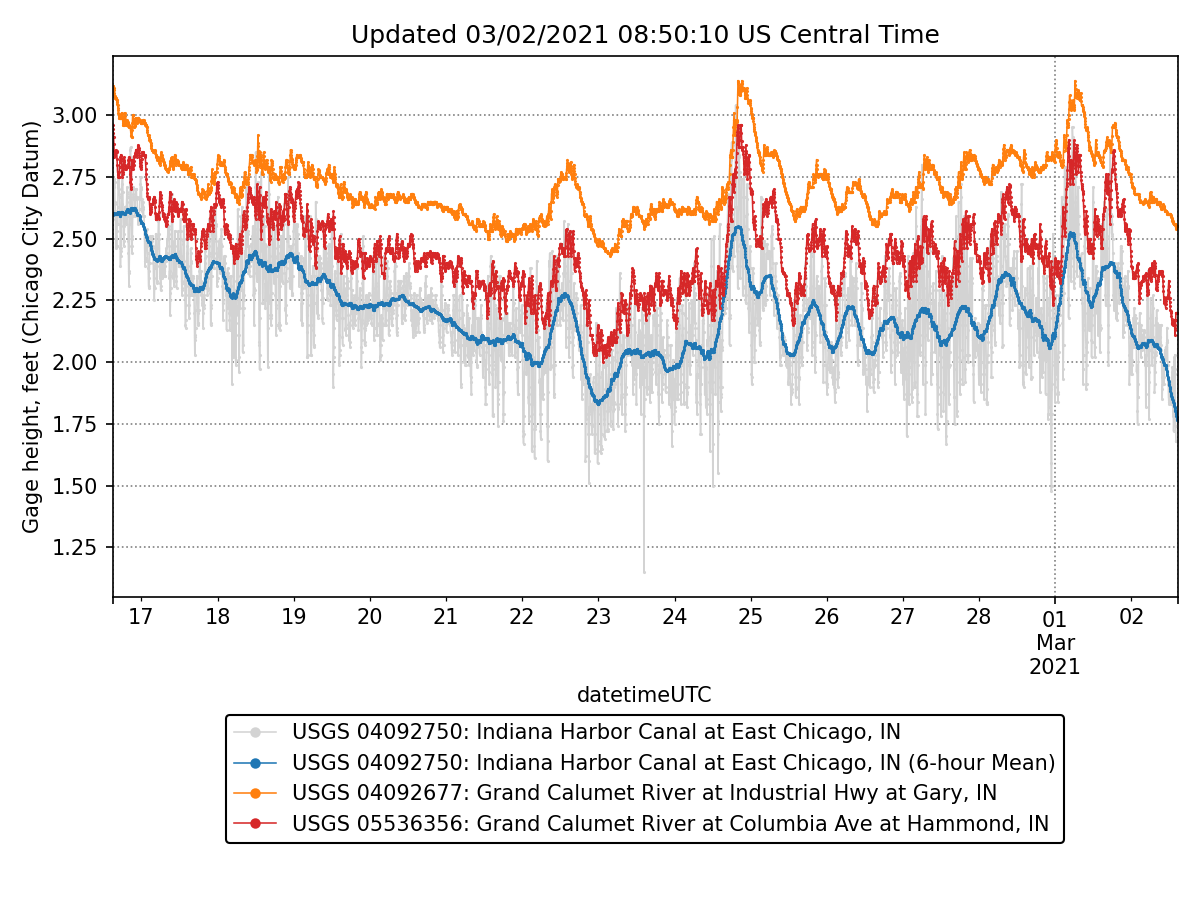 Updated 03/02/2021 08:50:10 US Central Time
Gage height, feet (Chicago City Datum)
3.00
2.75
2.50
2.25
2.00
1.75
1.50
1.25
17 18 19 20 21 22 23 24 25 26 27 28 01 02
Mar
2021
datetimeUTC
USGS 04092750: Indiana Harbor Canal at East Chicago, IN
USGS 04092750: Indiana Harbor Canal at East Chicago, IN (6-hour Mean)
USGS 04092677: Grand Calumet River at Industrial Hwy at Gary, IN
USGS 05536356: Grand Calumet River at Columbia Ave at Hammond, IN